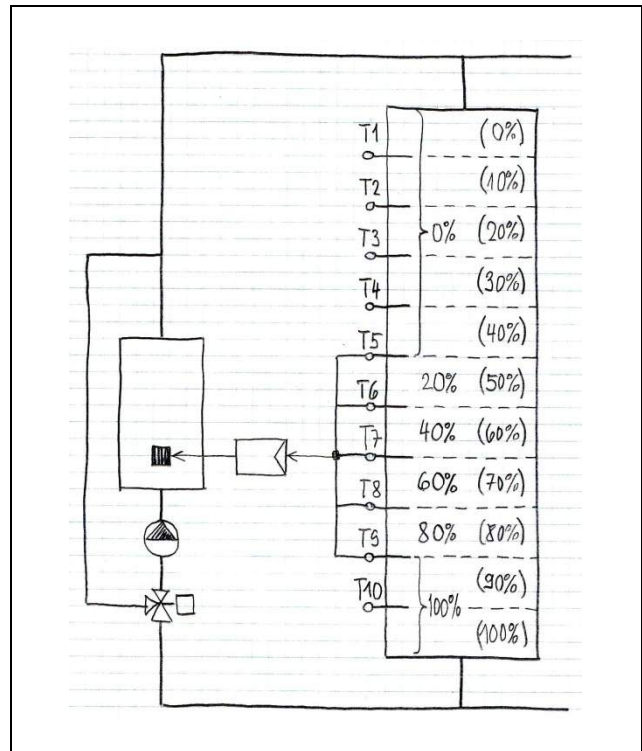 T1 (0%)
T2 (10%)
T3 0% (20%)
T4 (30%)
T5 (40%)
T6 20% (50%)
T7 40% (60%)
T8 60% (70%)
T9 80% (80%)
T10 (90%)
100%
(100%)